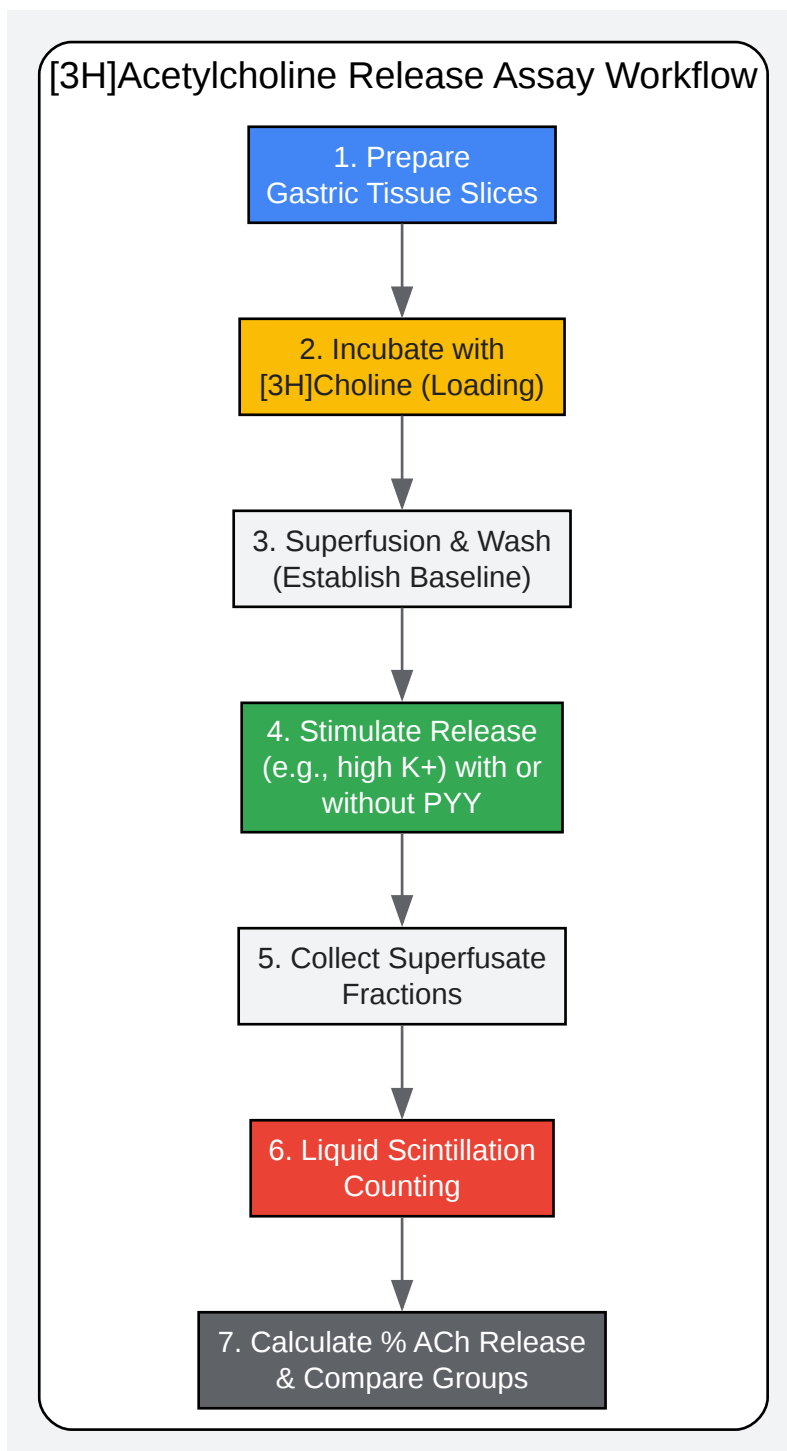 [3H]Acetylcholine Release Assay Workflow
1. Prepare
Gastric Tissue Slices
2. Incubate with
[3H]Choline (Loading)
3. Superfusion & Wash
(Establish Baseline)
4. Stimulate Release
(e.g., high K+) with or
without PYY
5. Collect Superfusate
Fractions
6. Liquid Scintillation
Counting
7. Calculate % ACh Release
& Compare Groups